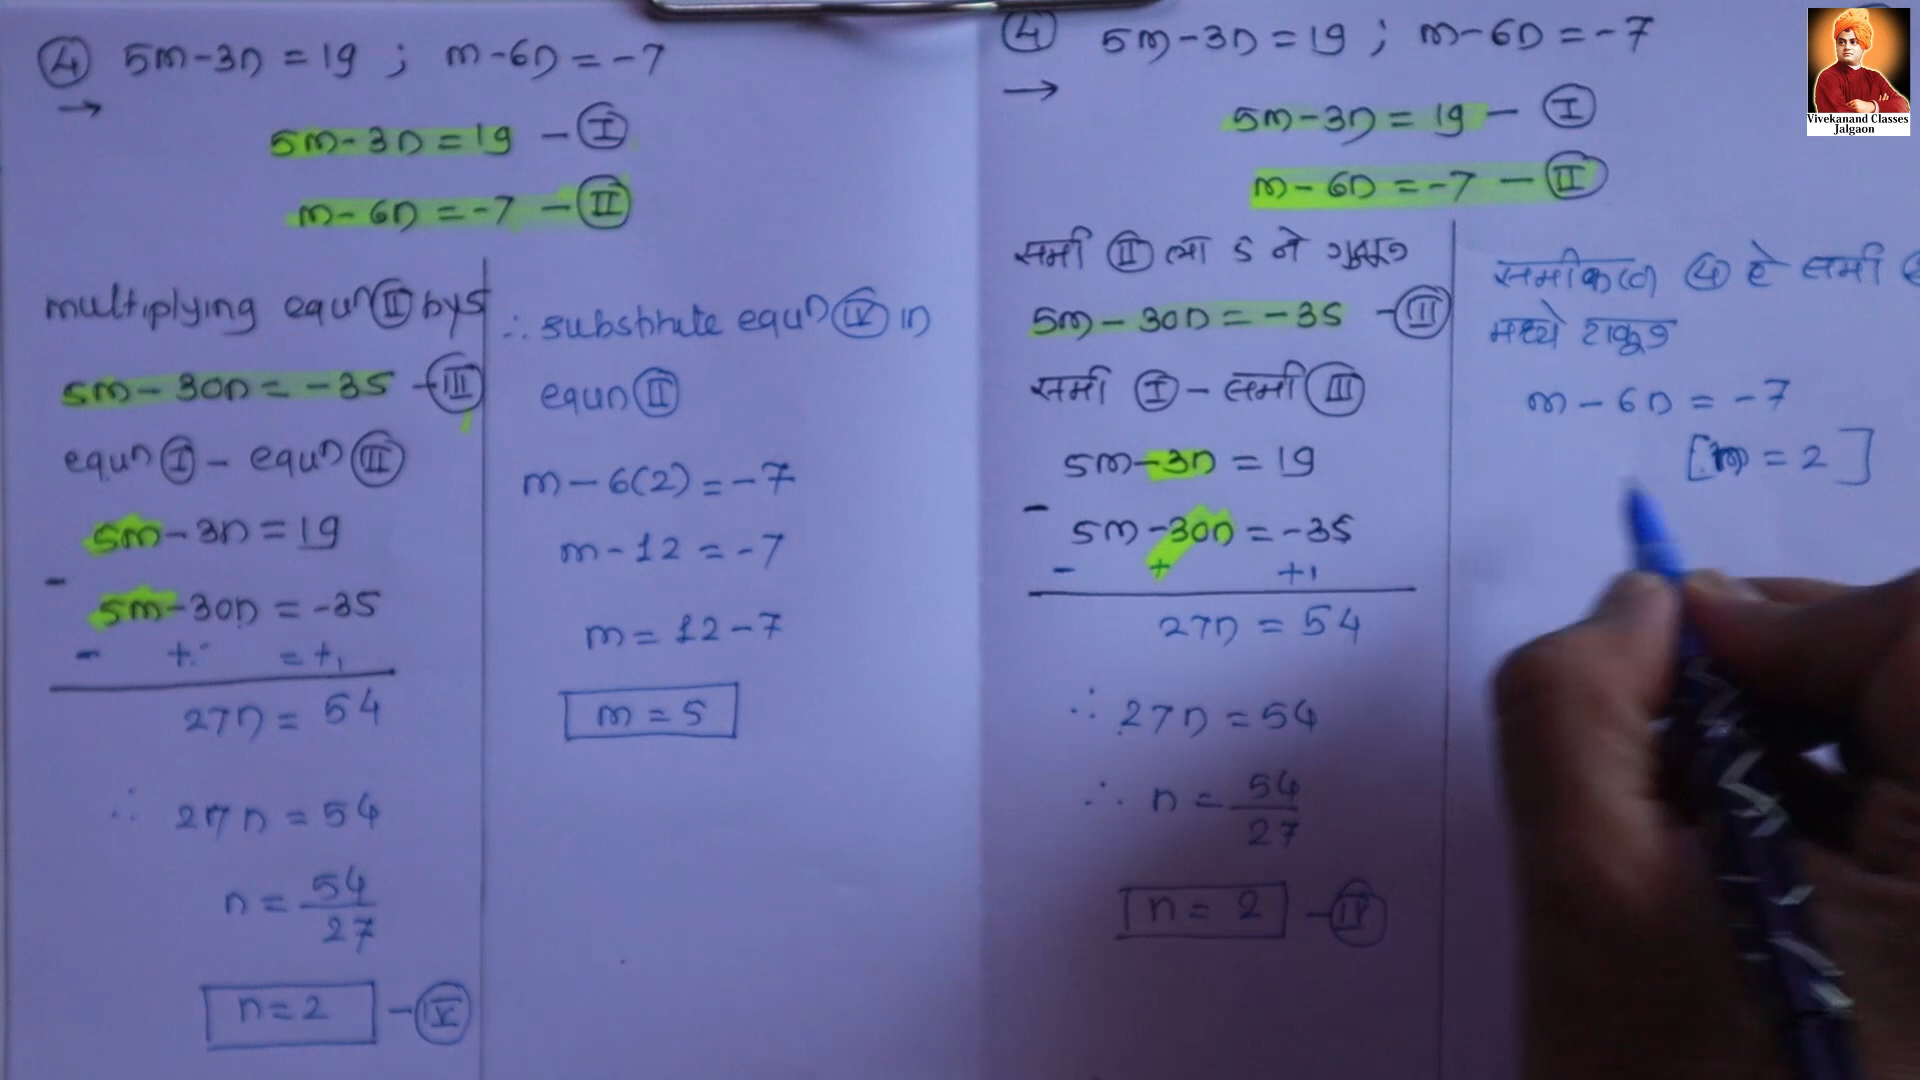 ④ 5m-3n = 19 ; m-6n = -7
→
5m-3n = 19 - Ⓘ
m-6n = -7 - Ⓘ Ⓘ
multiplying equn Ⅱ by 5
5m-30n = -35 - Ⅲ
equn Ⅰ - equn Ⅲ
5m-3n = 19
-
5m-30n = -35
- + = +
27n = 54
∴ 27n = 54
n = 54/27
n=2 - Ⅳ
∴ substitute equn Ⅳ in
equn Ⅱ
m-6(2) = -7
m-12 = -7
m = 12-7
m = 5
④ 5m-3n = 19 ; m-6n = -7
→
5m-3n = 19 - Ⅰ
m-6n = -7 - Ⅱ
समी Ⅱ ला 5 ने गुणून
5m-30n = -35 - Ⅲ
समी Ⅰ - समी Ⅲ
5m-3n = 19
-
5m-30n = -35
- + +
27n = 54
∴ 27n = 54
∴ n = 54/27
n = 2 - Ⅳ
④ हे समी
मध्ये टाकून
m-6n = -7
= 2 ]
Vivekanand Classes
Jalgaon